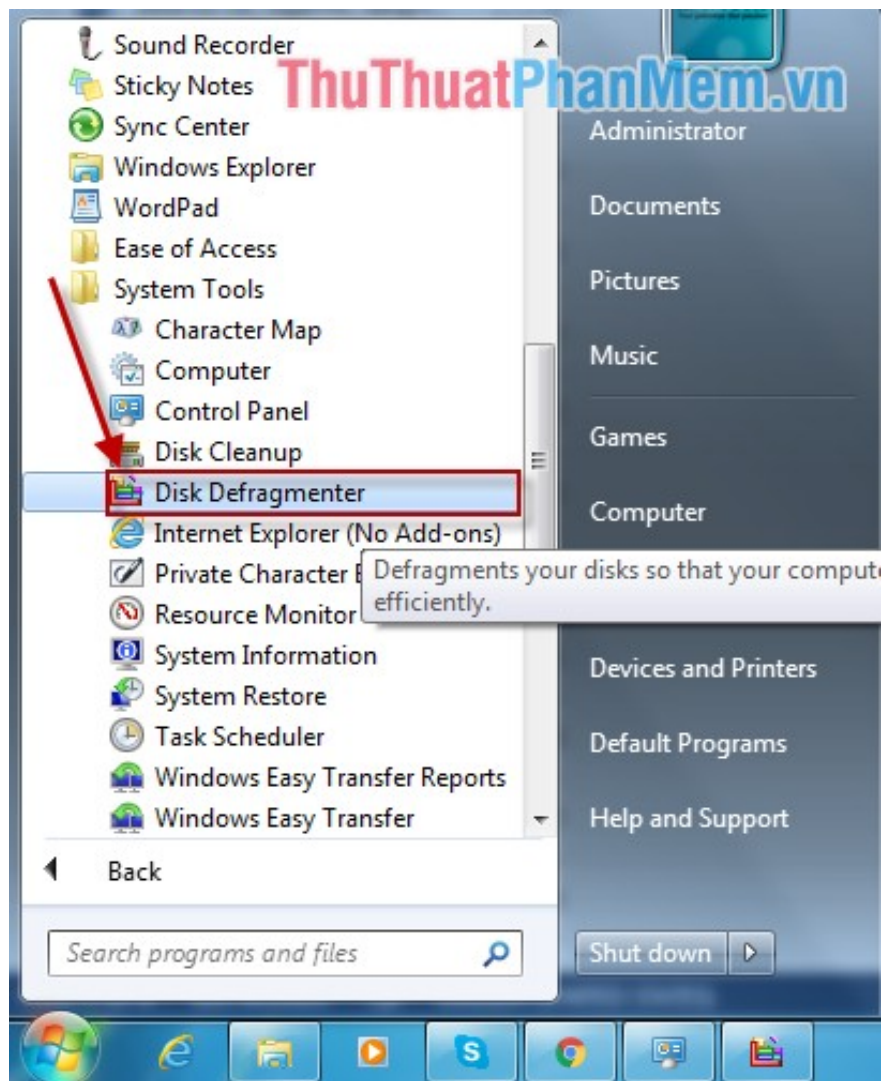 Sound Recorder
Sticky Notes
Sync Center
Windows Explorer
WordPad
Ease of Access
System Tools
Character Map
Computer
Control Panel
Disk Cleanup
Disk Defragmenter
Internet Explorer (No Add-ons)
Private Character
Resource Monitor
System Information
System Restore
Task Scheduler
Windows Easy Transfer Reports
Windows Easy Transfer
Back
Search programs and files
ThuThuatPhanMem.vn
Administrator
Documents
Pictures
Music
Games
Computer
Defragments your disks so that your
efficiently.
Devices and Printers
Default Programs
Help and Support
Shut down